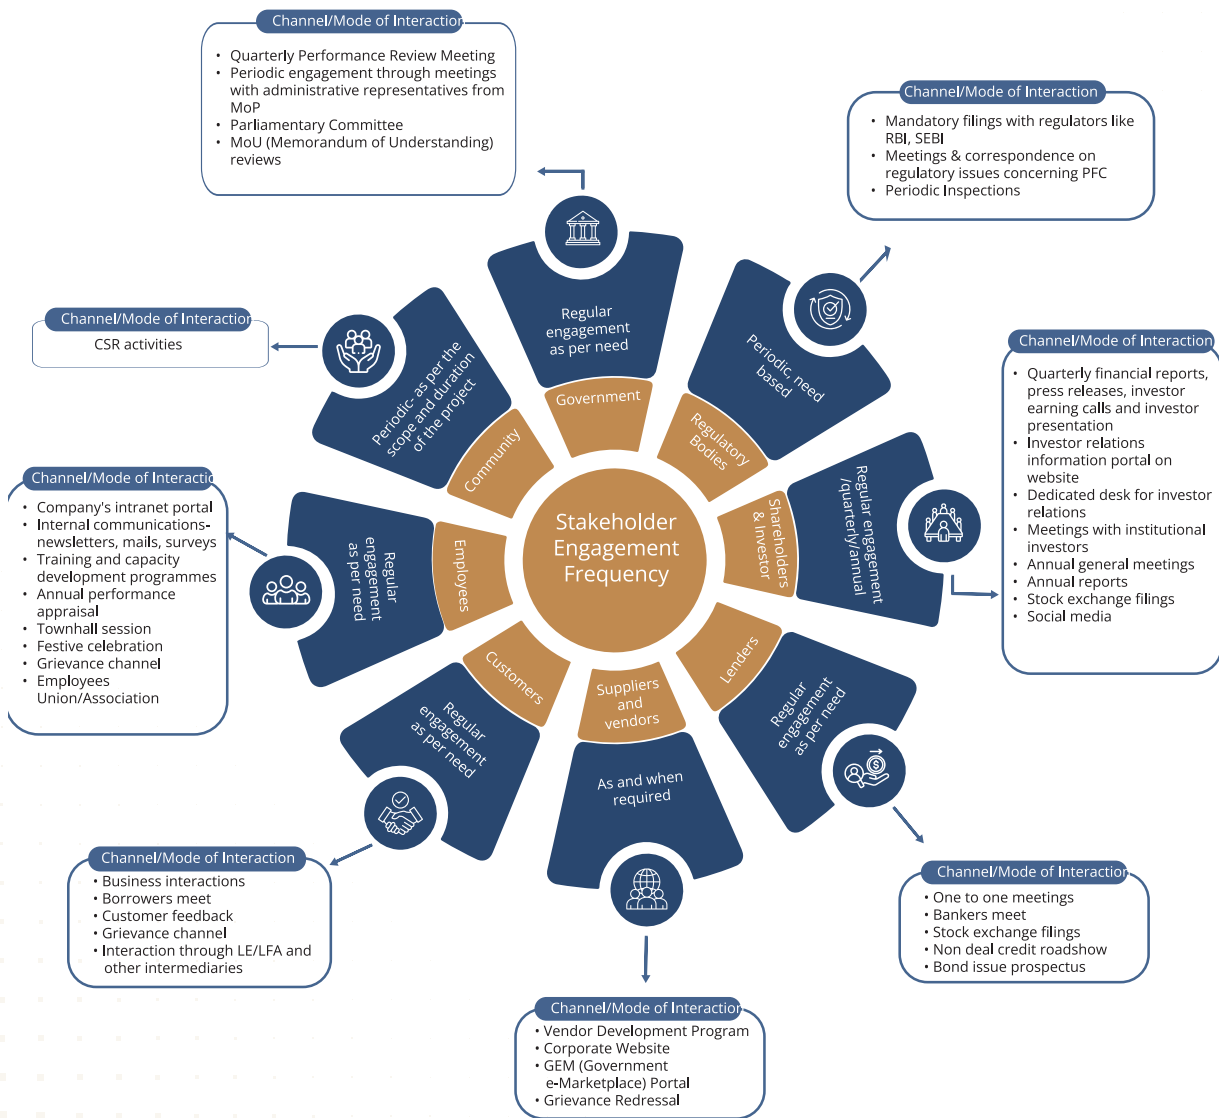 Channel/Mode of Interaction
• Quarterly Performance Review Meeting
• Periodic engagement through meetings
with administrative representatives from
MoP
• Parliamentary Committee
• MoU (Memorandum of Understanding)
reviews
Channel/Mode of Interaction
• Mandatory filings with regulators like
RBI, SEBI
• Meetings & correspondence on
regulatory issues concerning PFC
• Periodic Inspections
Channel/Mode of Interaction
• Quarterly financial reports,
press releases, investor
earning calls and investor
presentation
• Investor relations
information portal on
website
• Dedicated desk for investor
relations
• Meetings with institutional
investors
• Annual general meetings
• Annual reports
• Stock exchange filings
• Social media
Channel/Mode of Interaction
• One to one meetings
• Bankers meet
• Stock exchange filings
• Non deal credit roadshow
• Bond issue prospectus
Channel/Mode of Interaction
• Vendor Development Program
• Corporate Website
• GEM (Government
e-Marketplace) Portal
• Grievance Redressal
Channel/Mode of Interaction
• Business interactions
• Borrowers meet
• Customer feedback
• Grievance channel
• Interaction through LE/LFA and
other intermediaries
Channel/Mode of Interactio
• Company's intranet portal
• Internal communications-
newsletters, mails, surveys
• Training and capacity
development programmes
• Annual performance
appraisal
• Townhall session
• Festive celebration
• Grievance channel
• Employees
Union/Association
Channel/Mode of Interaction
CSR activities
Regular
engagement
as per need
Government
Periodic, need
based
Regulatory
Bodies
Regular engagement
/quarterly/annual
Shareholders
& Investor
Regular
engagement
as per need
Lenders
As and when
required
Suppliers
and
vendors
Regular
engagement
as per need
Customers
Regular
engagement
as per need
Employees
Periodic- as per the
scope and duration
of the project
Community
Stakeholder
Engagement
Frequency